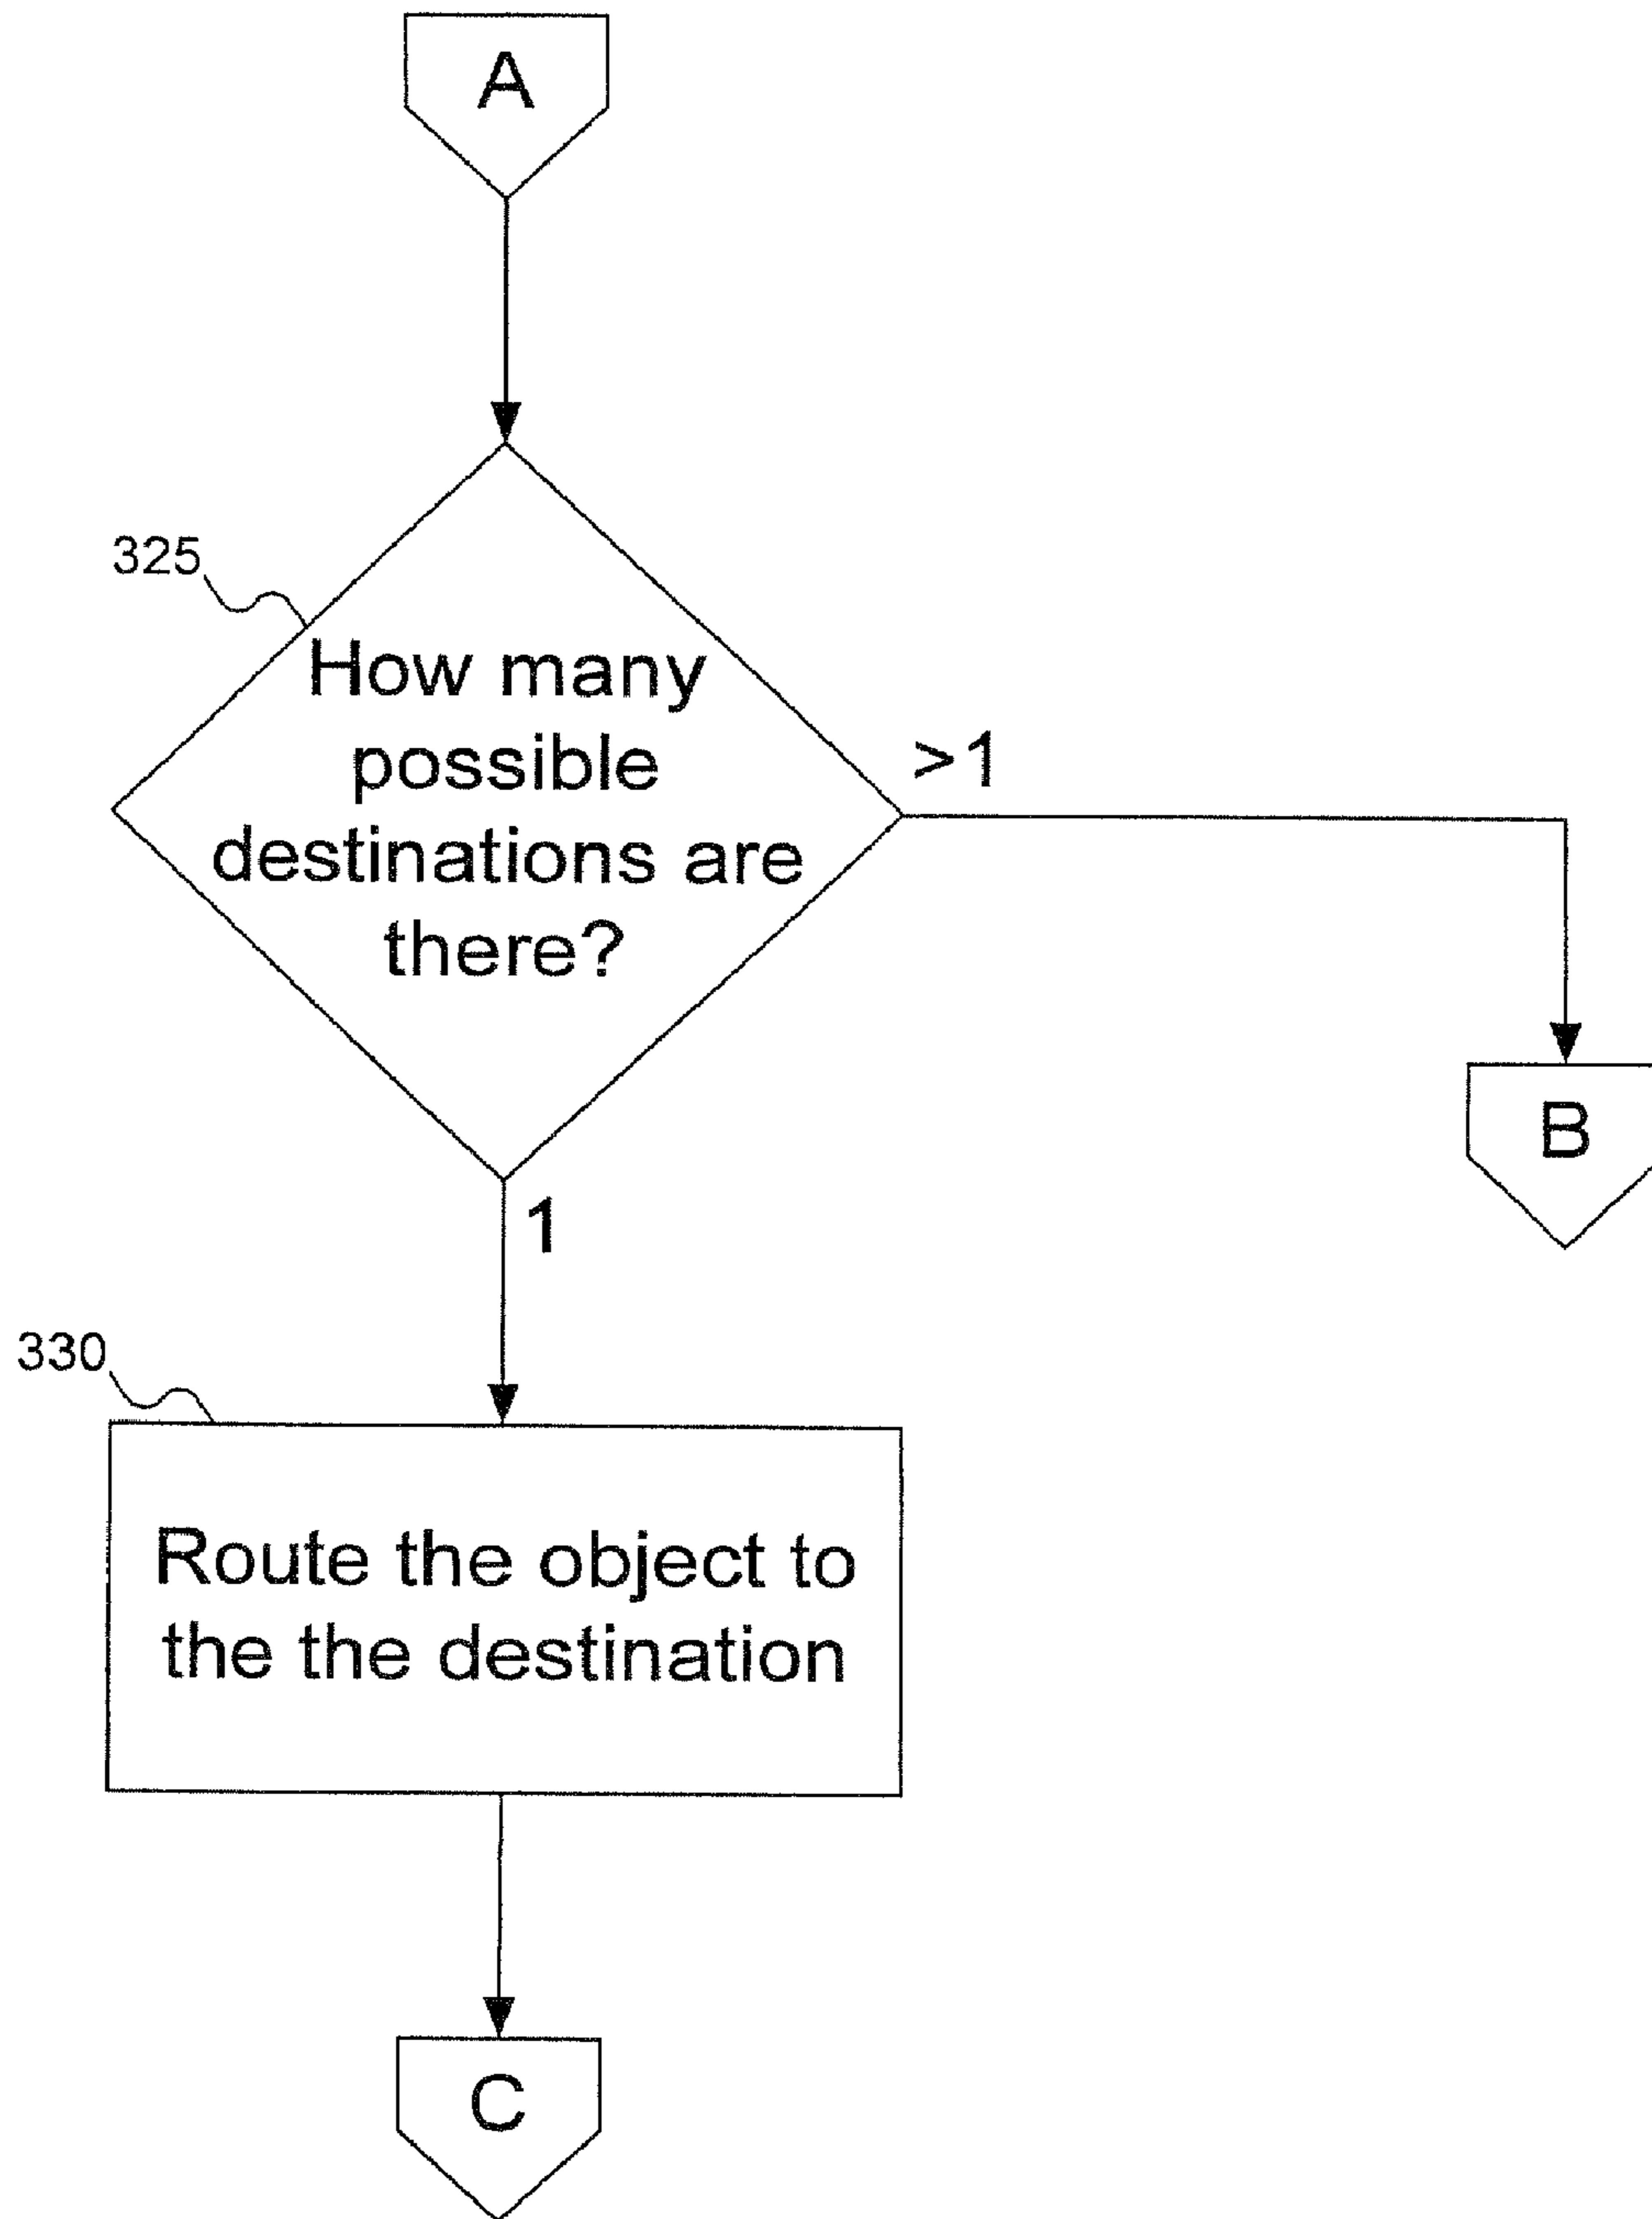 A
325
How many
possible
destinations are
there?
>1
B
1
330
Route the object to
the the destination
C